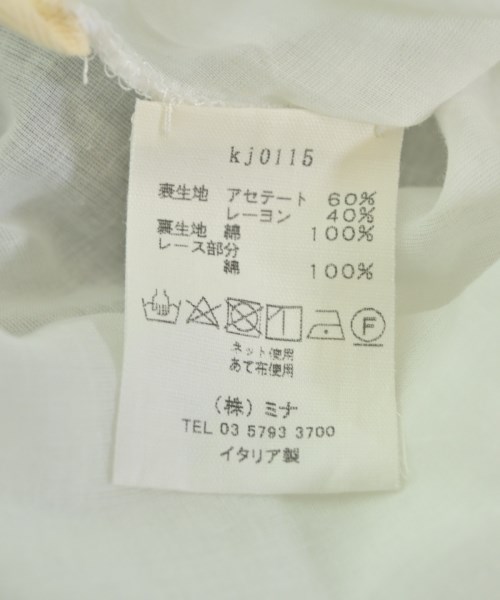 kj0115
表生地 アセテート 60%
レーヨン 40%
裏生地 綿 100%
レース部分
綿 100%
F
ネット使用
あて布使用
(株)ミナ
TEL 03 5793 3700
イタリア製